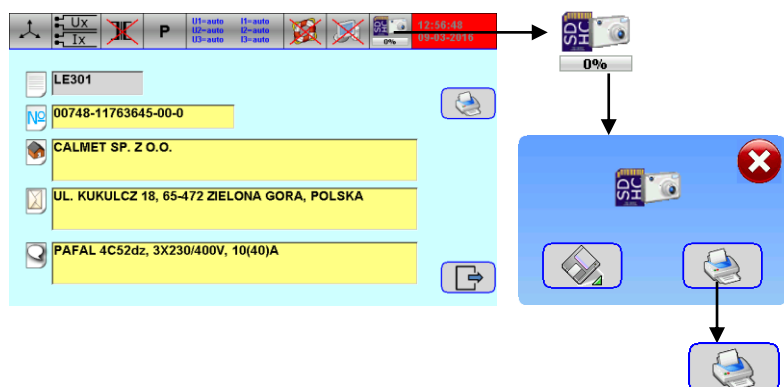 Ux
Ix
P
U1=auto I1=auto
U2=auto I2=auto
U3=auto I3=auto
SD HC
0%
12:56:48
09-03-2016
LE301
Nº 00748-11763645-00-0
CALMET SP. Z O.O.
UL. KUKULCZ 18, 65-472 ZIELONA GORA, POLSKA
PAFAL 4C52dz, 3X230/400V, 10(40)A
SD HC
0%
SD HC